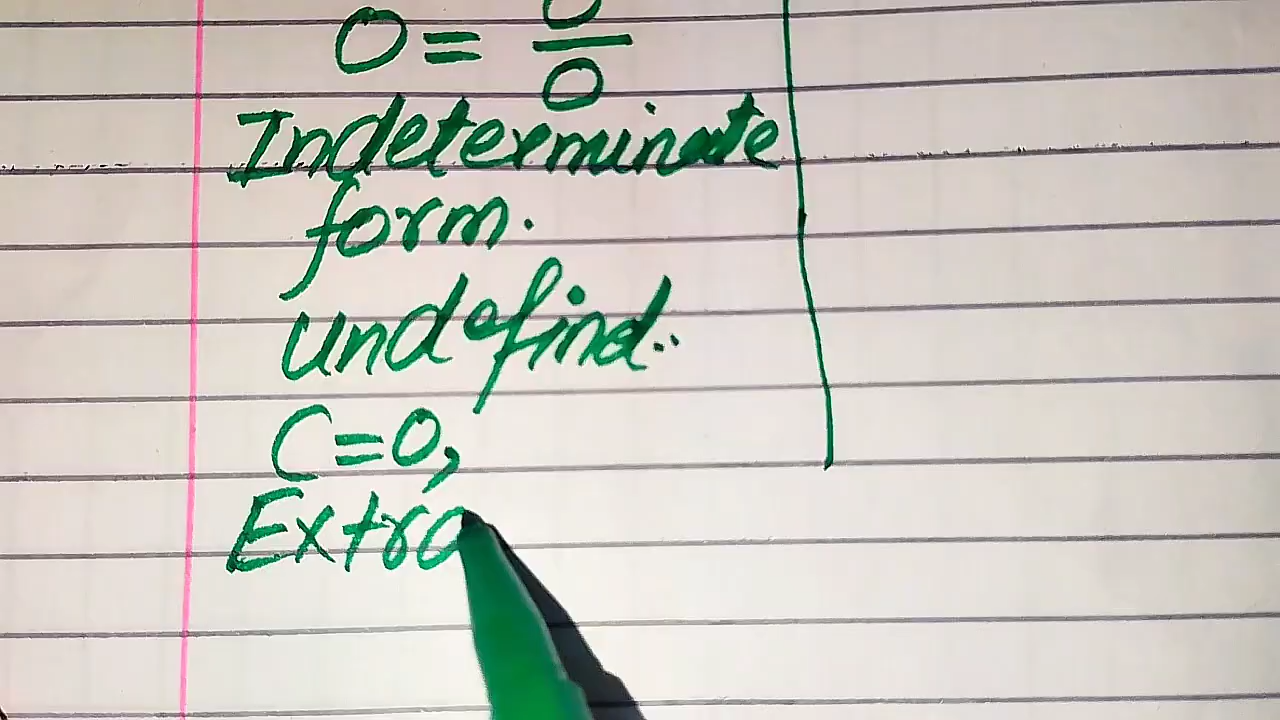 0 = 0/0
Indeterminate
form.
undefind..
C=0,
Extra